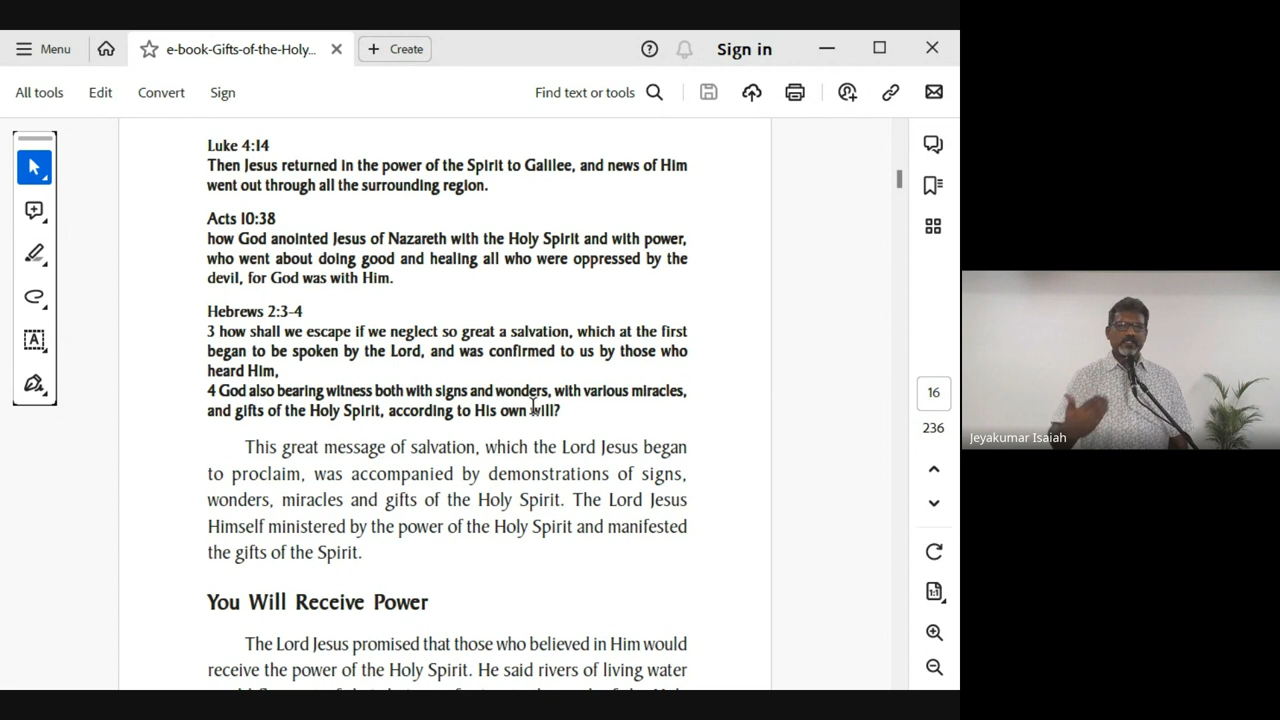 Menu
e-book-Gifts-of-the-Holy...
Create
Sign in
All tools
Edit
Convert
Sign
Find text or tools
Luke 4:14
Then Jesus returned in the power of the Spirit to Galilee, and news of Him
went out through all the surrounding region.
Acts 10:38
how God anointed Jesus of Nazareth with the Holy Spirit and with power,
who went about doing good and healing all who were oppressed by the
devil, for God was with Him.
Hebrews 2:3-4
3 how shall we escape if we neglect so great a salvation, which at the first
began to be spoken by the Lord, and was confirmed to us by those who
heard Him,
4 God also bearing witness both with signs and wonders, with various miracles,
and gifts of the Holy Spirit, according to His own will?
This great message of salvation, which the Lord Jesus began
to proclaim, was accompanied by demonstrations of signs,
wonders, miracles and gifts of the Holy Spirit. The Lord Jesus
Himself ministered by the power of the Holy Spirit and manifested
the gifts of the Spirit.
You Will Receive Power
The Lord Jesus promised that those who believed in Him would
receive the power of the Holy Spirit. He said rivers of living water
16
236
1:1
Jeyakumar Isaiah